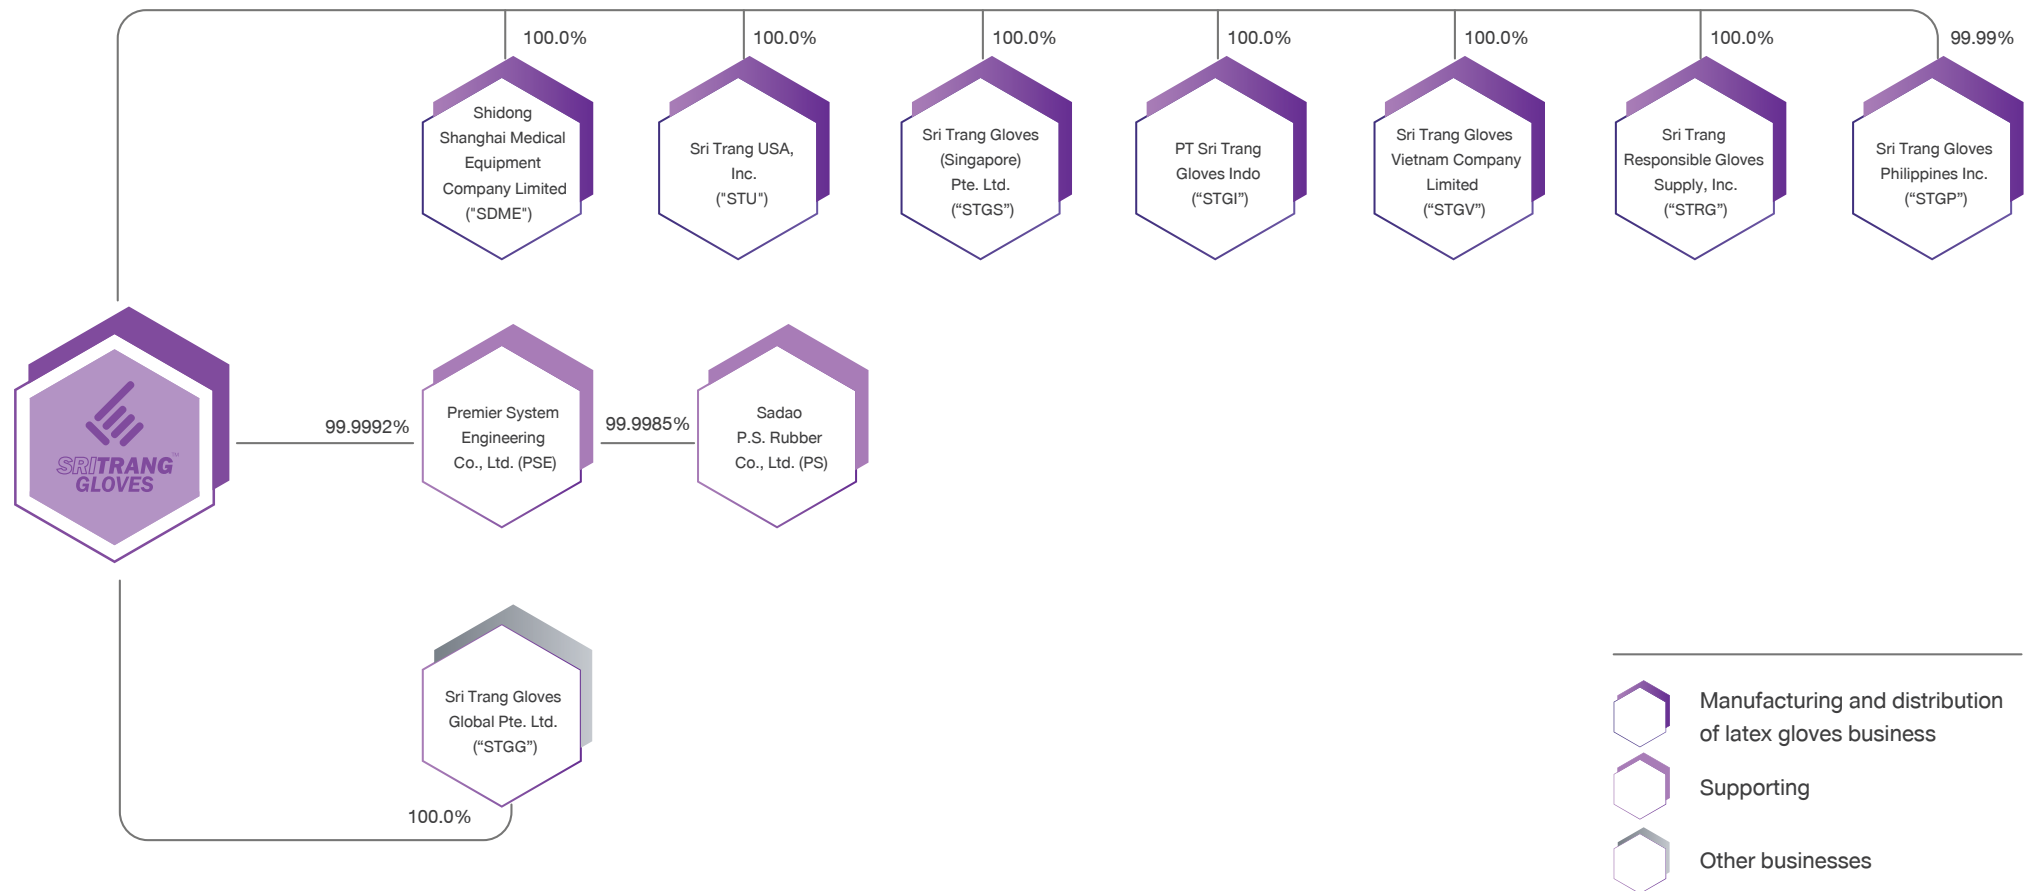 100.0%
100.0%
100.0%
100.0%
100.0%
100.0%
99.99%
Shidong
Shanghai Medical
Equipment
Company Limited
("SDME")
Sri Trang USA,
Inc.
("STU")
Sri Trang Gloves
(Singapore)
Pte. Ltd.
(“STGS”)
PT Sri Trang
Gloves Indo
(“STGI”)
Sri Trang Gloves
Vietnam Company
Limited
(“STGV”)
Sri Trang
Responsible Gloves
Supply, Inc.
(“STRG”)
Sri Trang Gloves
Philippines Inc.
(“STGP”)
SRITRANG™
GLOVES
99.9992%
Premier System
Engineering
Co., Ltd. (PSE)
99.9985%
Sadao
P.S. Rubber
Co., Ltd. (PS)
Sri Trang Gloves
Global Pte. Ltd.
(“STGG”)
100.0%
Manufacturing and distribution
of latex gloves business
Supporting
Other businesses